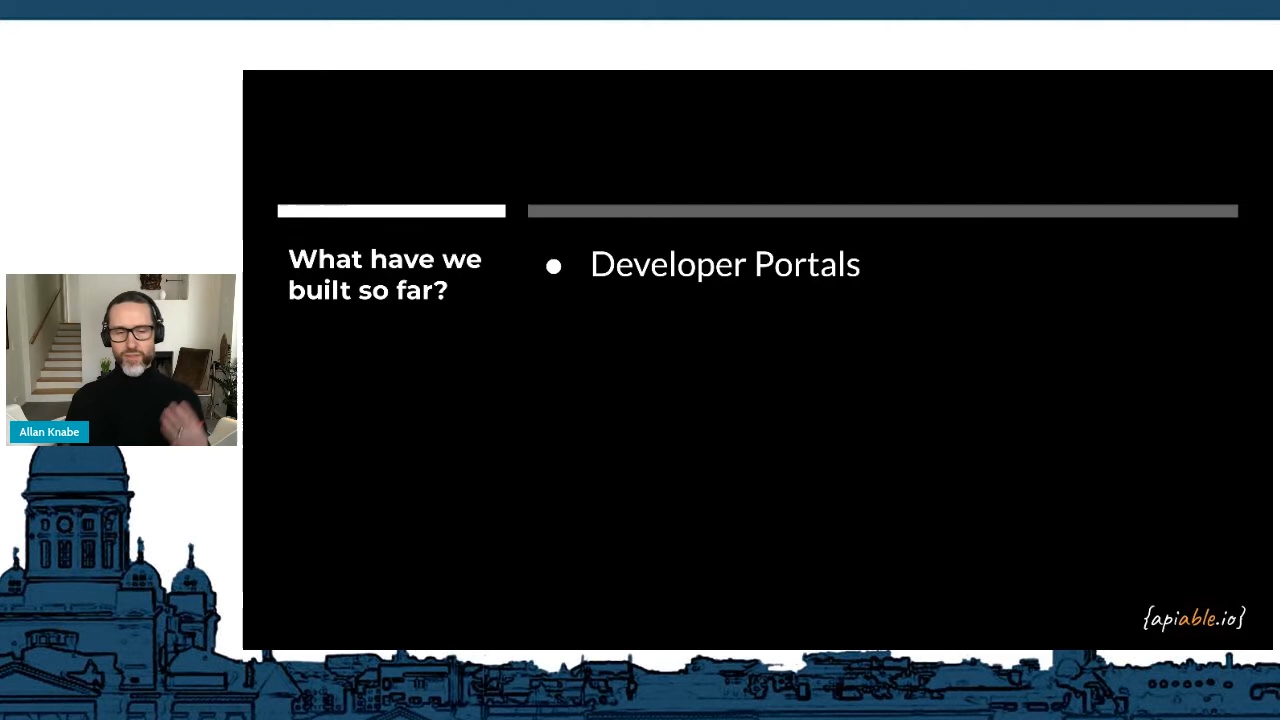 What have we
built so far?
● Developer Portals
Allan Knabe
{apiable.io}